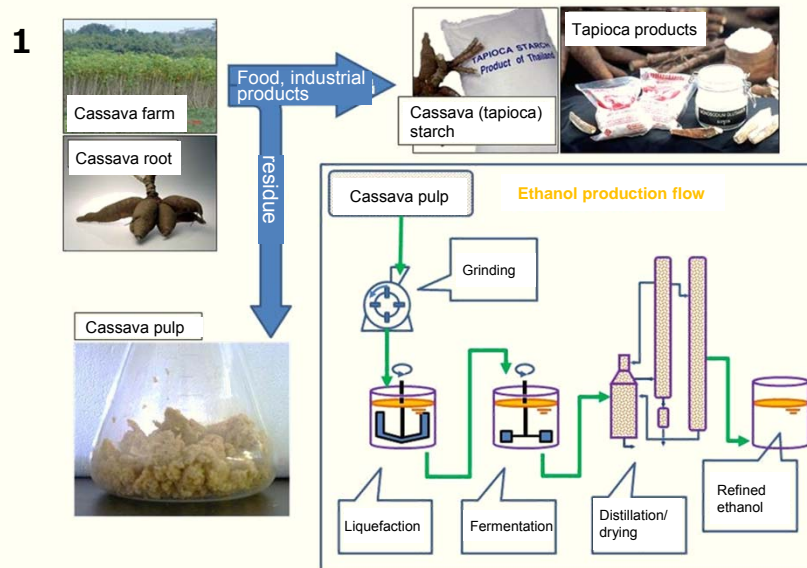 1
Cassava farm
Cassava root
Food, industrial
products
residue
TAPIOCA STARCH
Product of Thailand
Cassava (tapioca)
starch
Tapioca products
Cassava pulp
Cassava pulp
Ethanol production flow
Grinding
Liquefaction
Fermentation
Distillation/
drying
Refined
ethanol